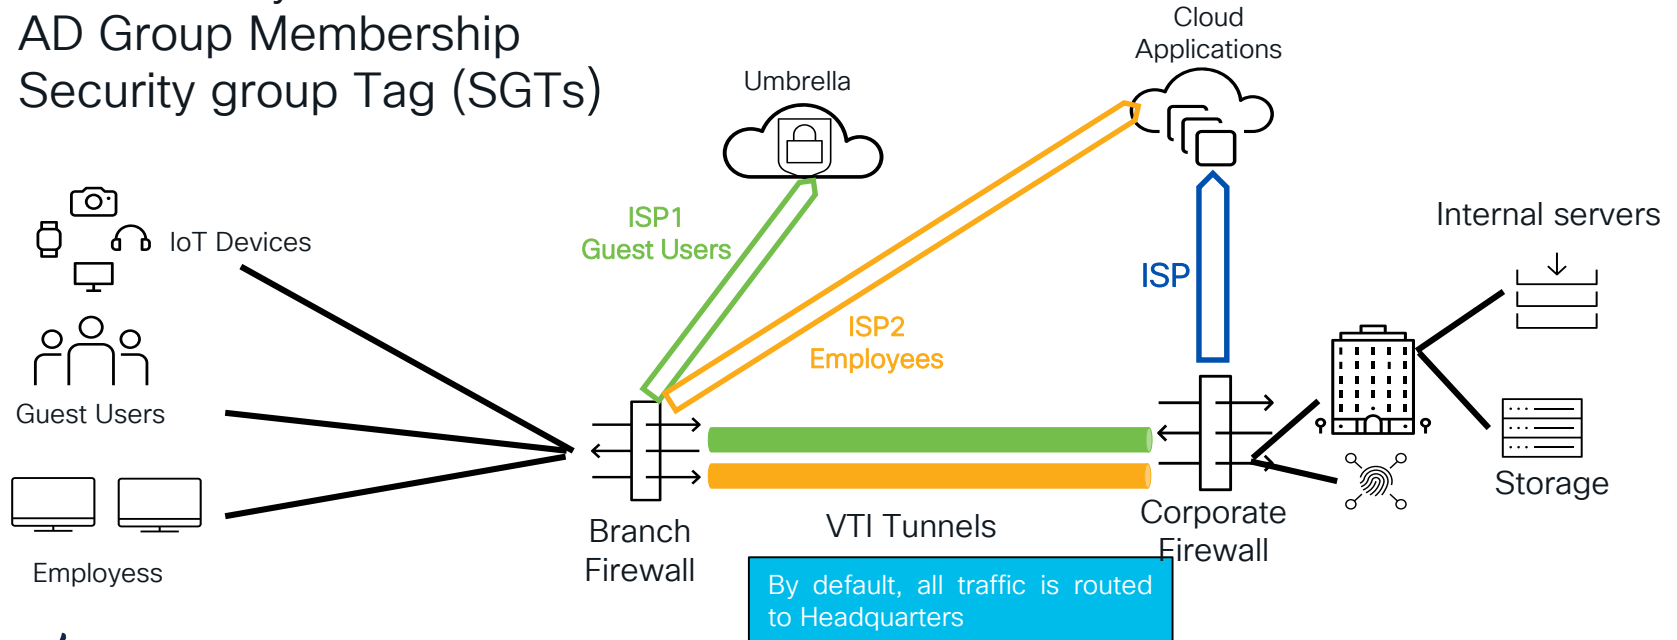 AD Group Membership
Security group Tag (SGTs)
Cloud
Applications
Umbrella
ISP1
Guest Users
IoT Devices
Internal servers
ISP
ISP2
Employees
Guest Users
Storage
Branch
Firewall
VTI Tunnels
Corporate
Firewall
Employess
By default, all traffic is routed
to Headquarters